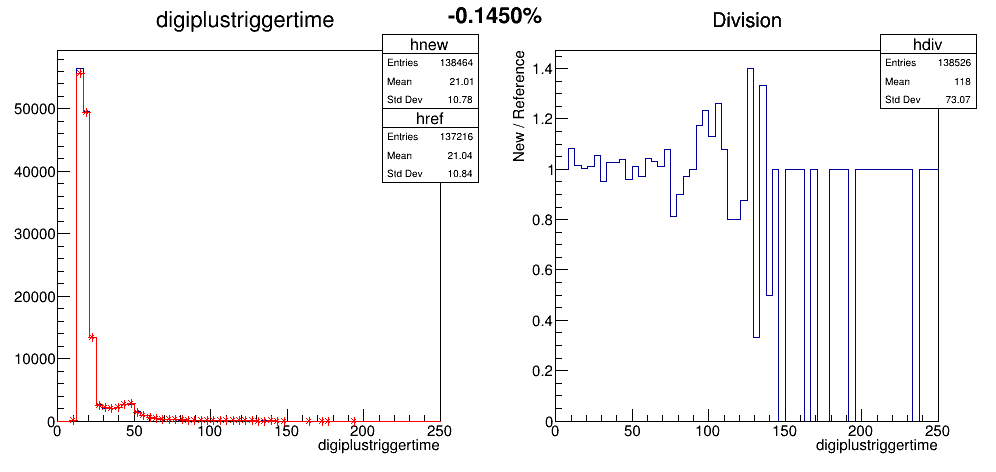 digiplustriggertime
-0.1450%
hnew
Entries 138464
Mean 21.01
Std Dev 10.78
href
Entries 137216
Mean 21.04
Std Dev 10.84
50000
40000
30000
20000
10000
0
0 50 100 150 200 250
digiplustriggertime
Division
hdiv
Entries 138526
Mean 118
Std Dev 73.07
New / Reference
1.4
1.2
1
0.8
0.6
0.4
0.2
0
0 50 100 150 200 250
digiplustriggertime